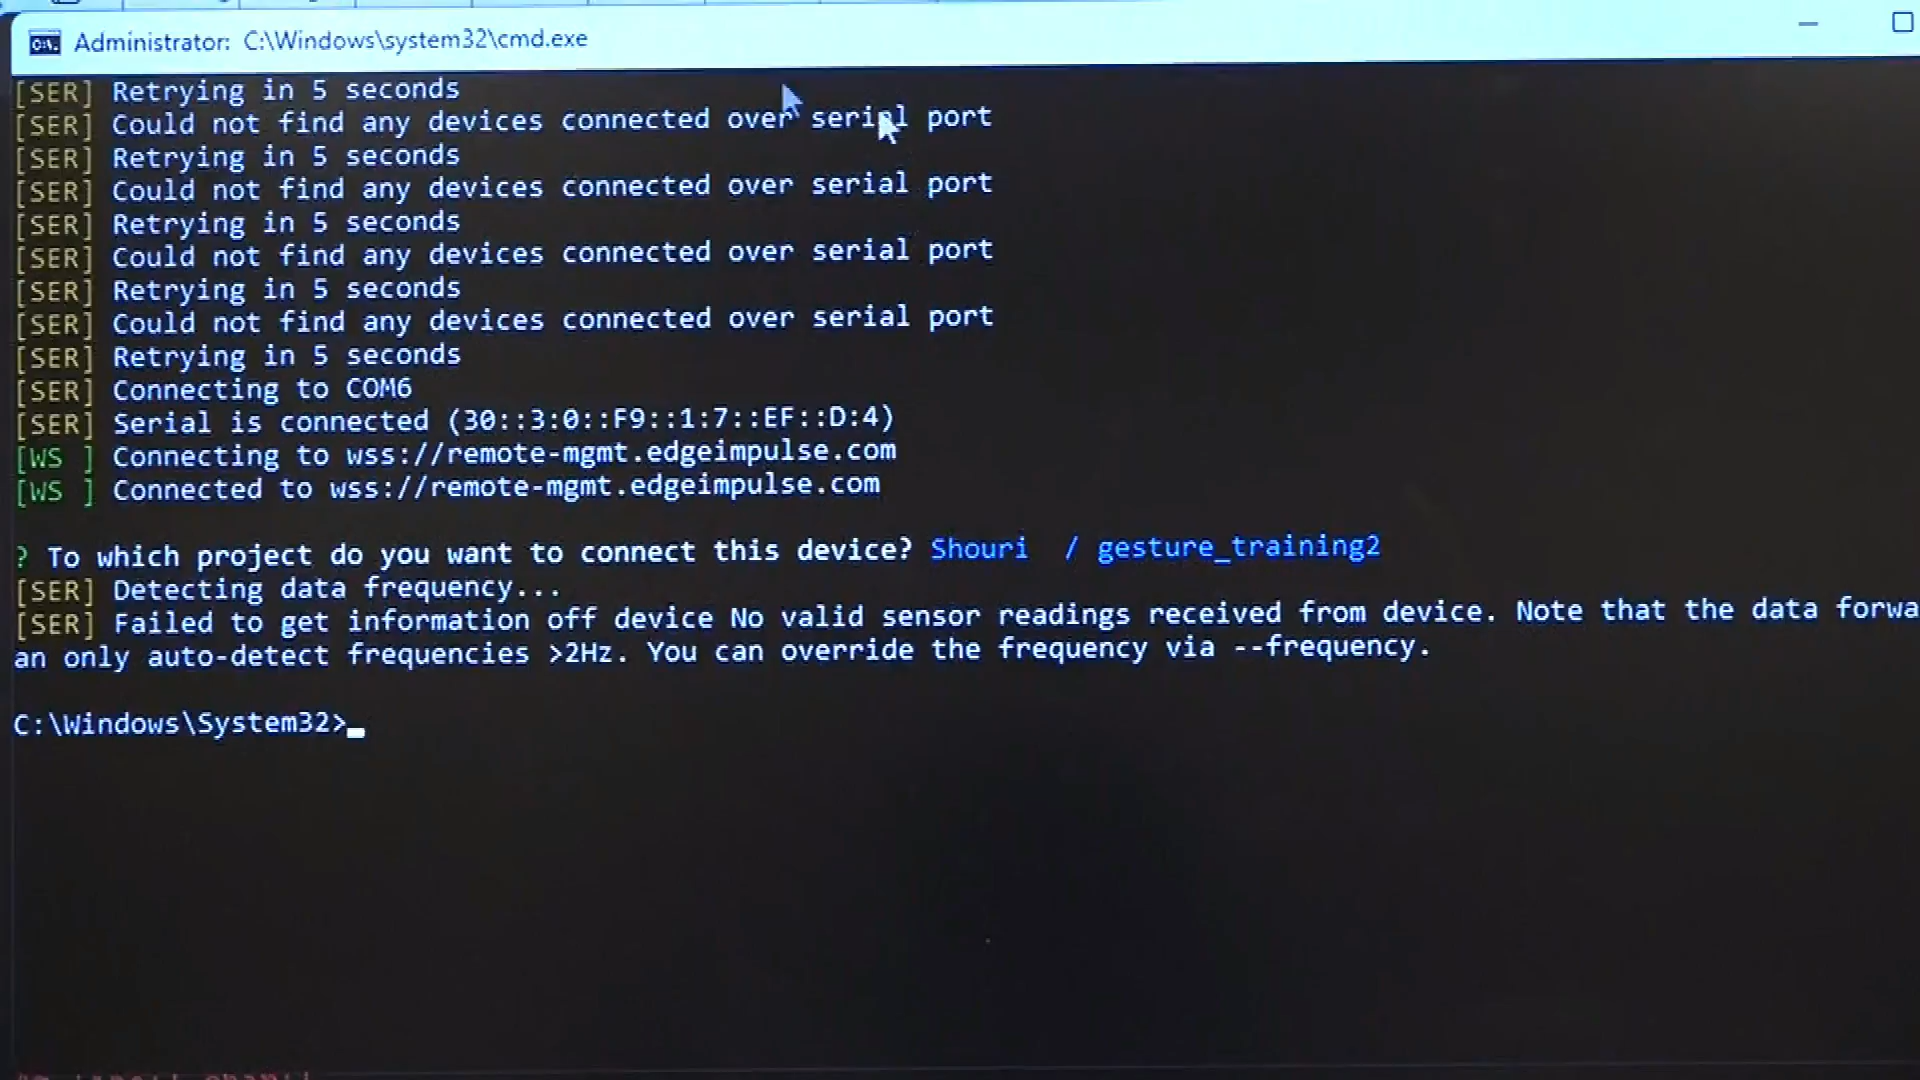 Administrator: C:\Windows\system32\cmd.exe
[SER] Retrying in 5 seconds
[SER] Could not find any devices connected over serial port
[SER] Retrying in 5 seconds
[SER] Could not find any devices connected over serial port
[SER] Retrying in 5 seconds
[SER] Could not find any devices connected over serial port
[SER] Retrying in 5 seconds
[SER] Could not find any devices connected over serial port
[SER] Retrying in 5 seconds
[SER] Connecting to COM6
[SER] Serial is connected (30::3:0::F9::1:7::EF::D:4)
[WS ] Connecting to wss://remote-mgmt.edgeimpulse.com
[WS ] Connected to wss://remote-mgmt.edgeimpulse.com
? To which project do you want to connect this device? Shouri / gesture_training2
[SER] Detecting data frequency...
[SER] Failed to get information off device No valid sensor readings received from device. Note that the data forwa
an only auto-detect frequencies >2Hz. You can override the frequency via --frequency.
C:\Windows\System32>